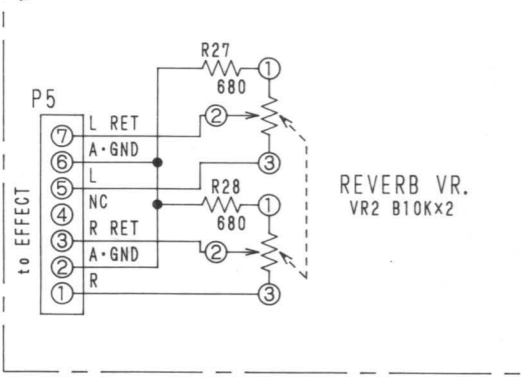 R27
①
680
P5
⑦ L RET
②
⑥ A·GND
③
⑤ L
R28
①
④ NC
680
③ R RET
②
② A·GND
① R
③
to EFFECT
REVERB VR.
VR2 B10K×2